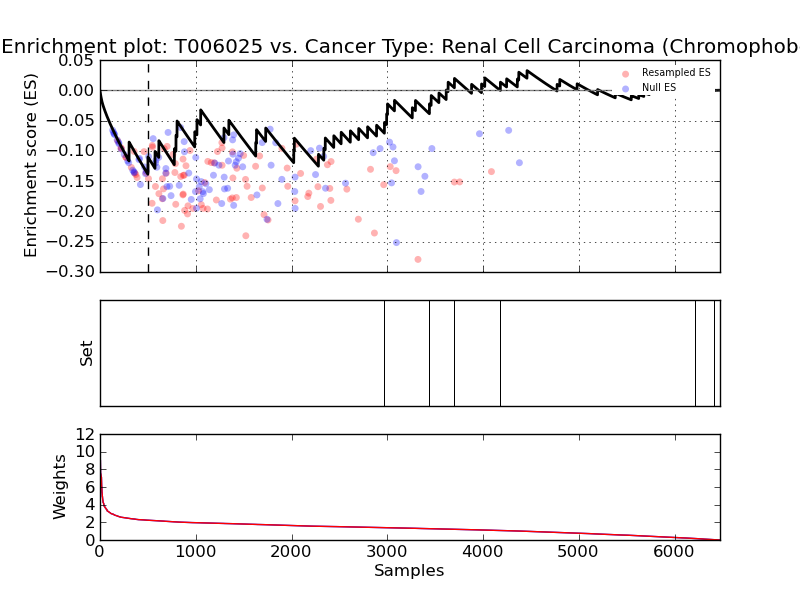 Enrichment plot: T006025 vs. Cancer Type: Renal Cell Carcinoma (Chromophob
0.05
0.00
−0.05
−0.10
−0.15
−0.20
−0.25
−0.30
Enrichment score (ES)
Resampled ES
Null ES
Set
12
10
8
6
4
2
0
Weights
0 1000 2000 3000 4000 5000 6000
Samples